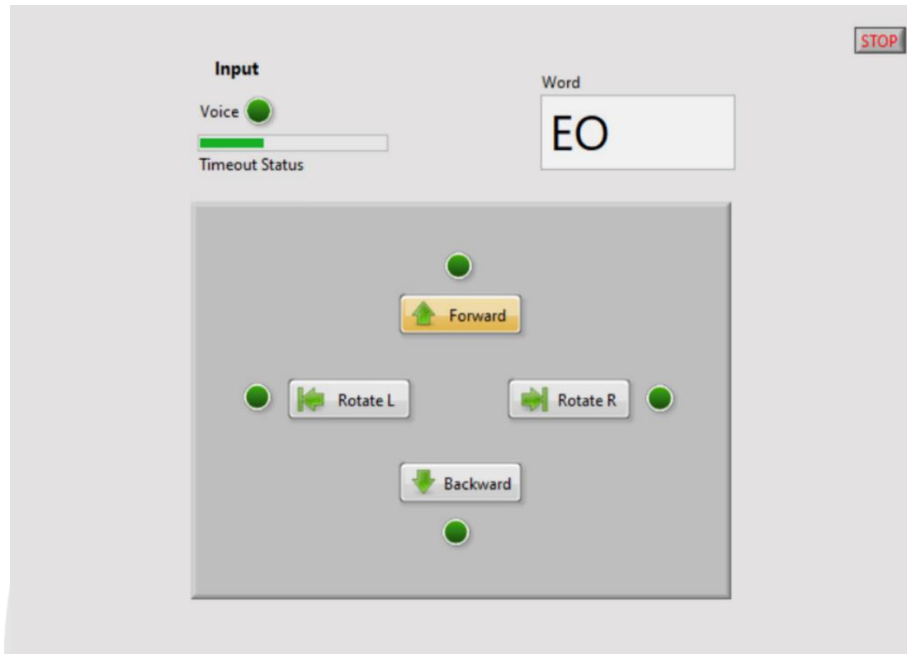 STOP
Input
Word
Voice
EO
Timeout Status
Forward
Rotate L
Rotate R
Backward